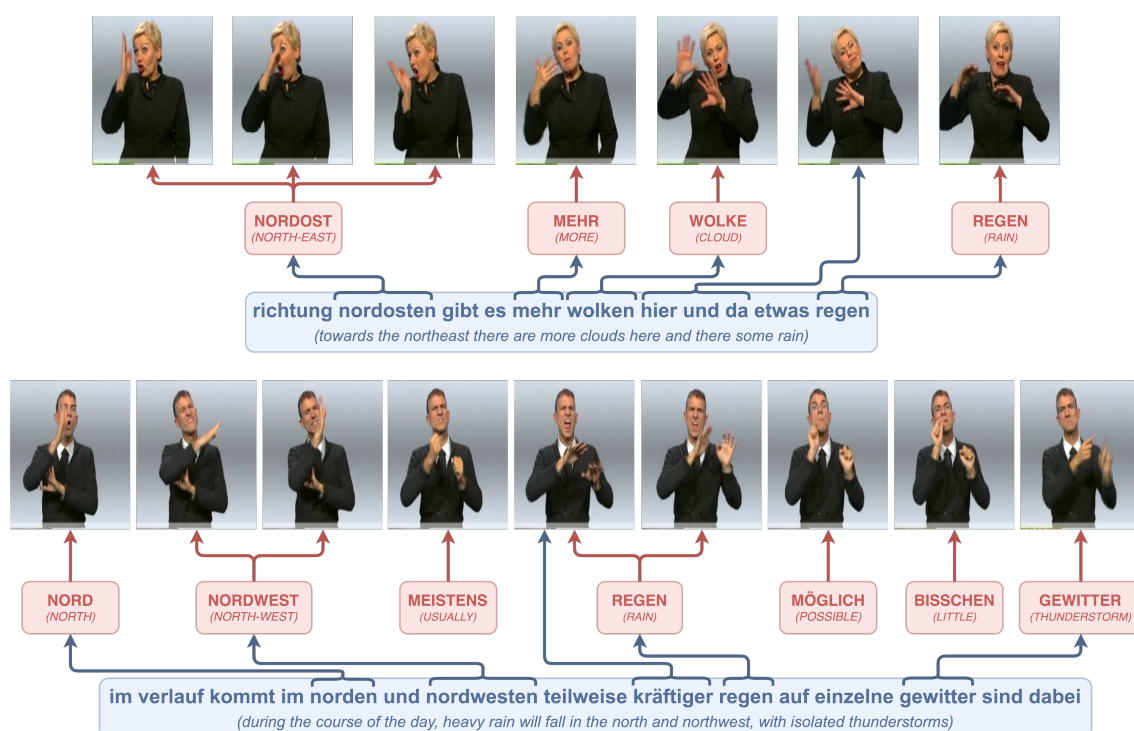 NORDOST
(NORTH-EAST)
MEHR
(MORE)
WOLKE
(CLOUD)
REGEN
(RAIN)
richtung nordosten gibt es mehr wolken hier und da etwas regen
(towards the northeast there are more clouds here and there some rain)
NORD
(NORTH)
NORDWEST
(NORTH-WEST)
MEISTENS
(USUALLY)
REGEN
(RAIN)
MÖGLICH
(POSSIBLE)
BISSCHEN
(LITTLE)
GEWITTER
(THUNDERSTORM)
im verlauf kommt im norden und nordwesten teilweise kräftiger regen auf einzelne gewitter sind dabei
(during the course of the day, heavy rain will fall in the north and northwest, with isolated thunderstorms)